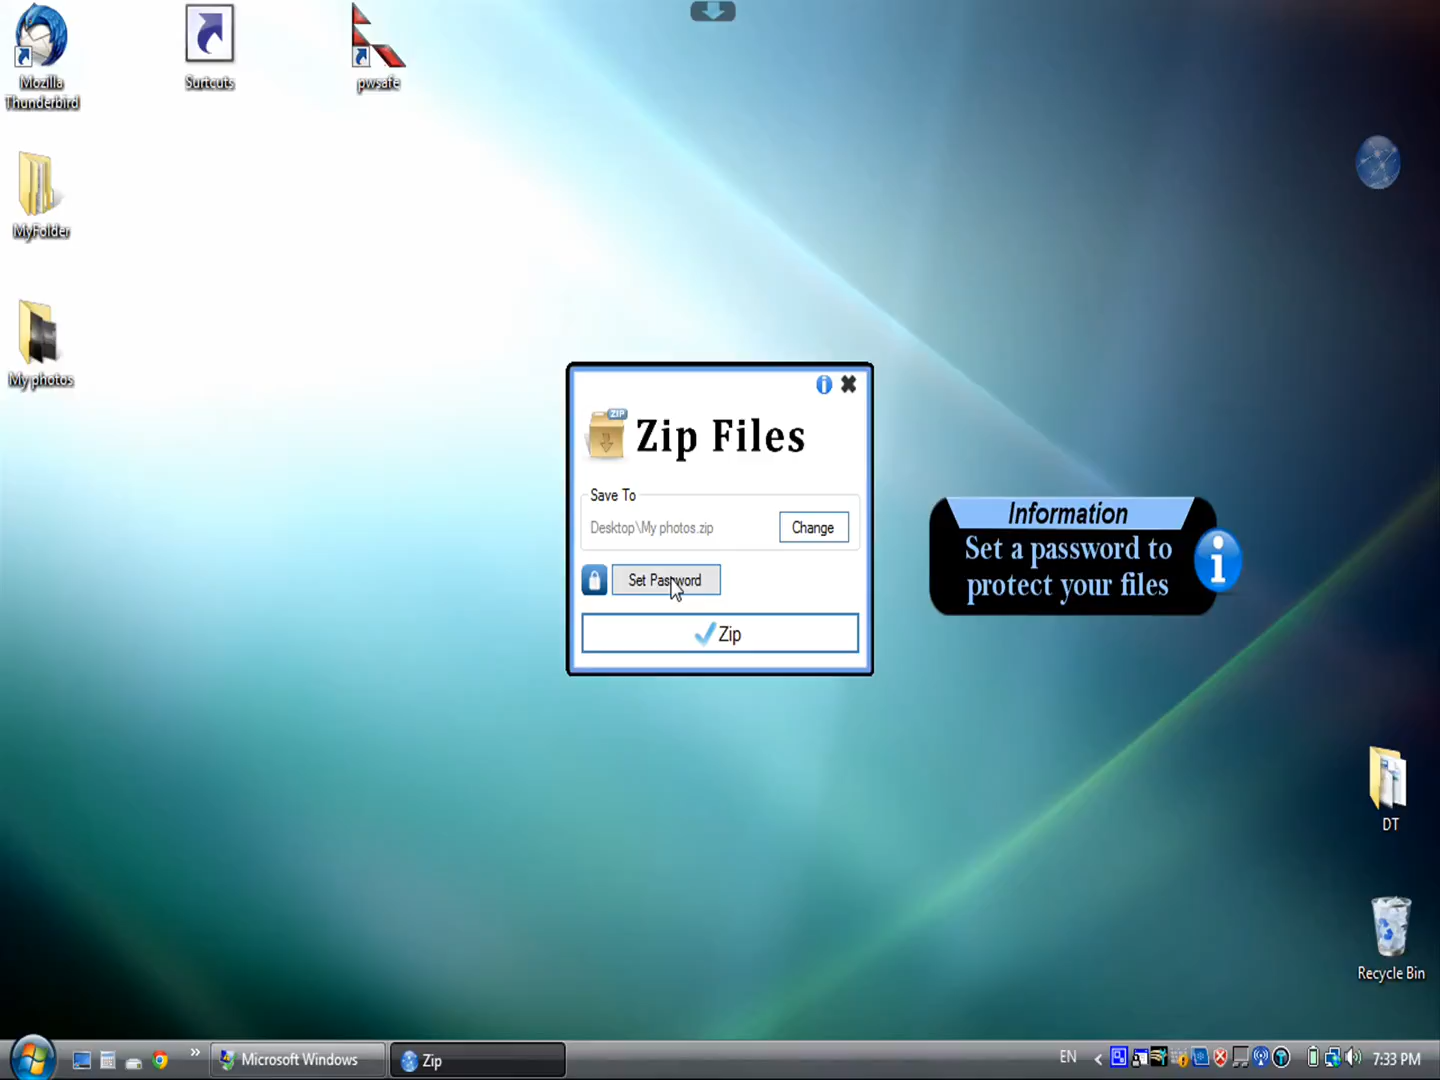 Mozilla
Thunderbird
Surtcuts
pwsafe
MyFolder
My photos
ZIP
Zip Files
Save To
Desktop\My photos.zip
Change
Set Password
Zip
Information
Set a password to
protect your files
DT
Recycle Bin
Microsoft Windows
Zip
EN
7:33 PM